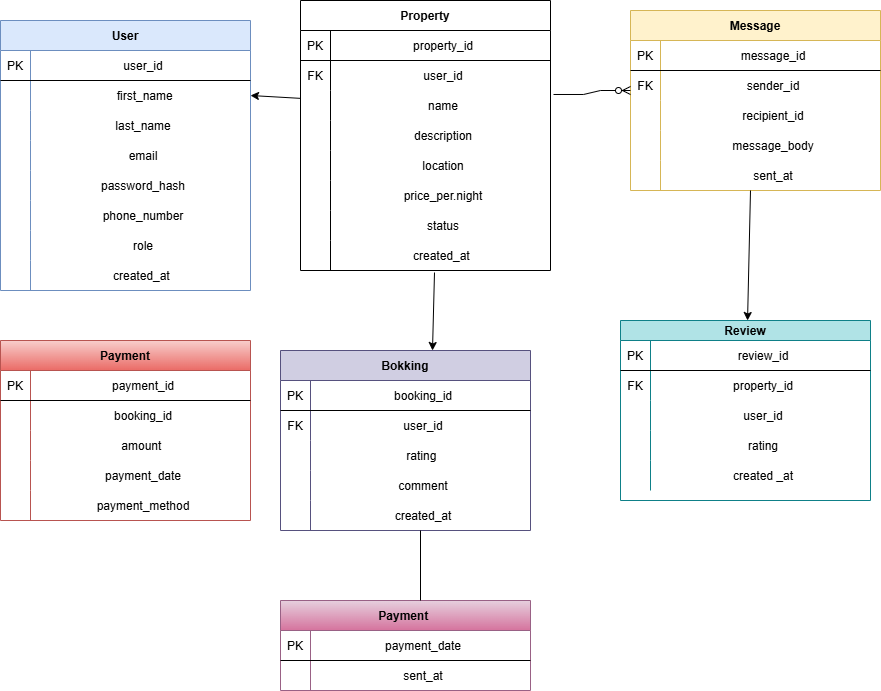 User
PK user_id
first_name
last_name
email
password_hash
phone_number
role
created_at
Property
PK property_id
FK user_id
name
description
location
price_per.night
status
created_at
Message
PK message_id
FK sender_id
recipient_id
message_body
sent_at
Payment
PK payment_id
booking_id
amount
payment_date
payment_method
Bokking
PK booking_id
FK user_id
rating
comment
created_at
Review
PK review_id
FK property_id
user_id
rating
created _at
Payment
PK payment_date
sent_at